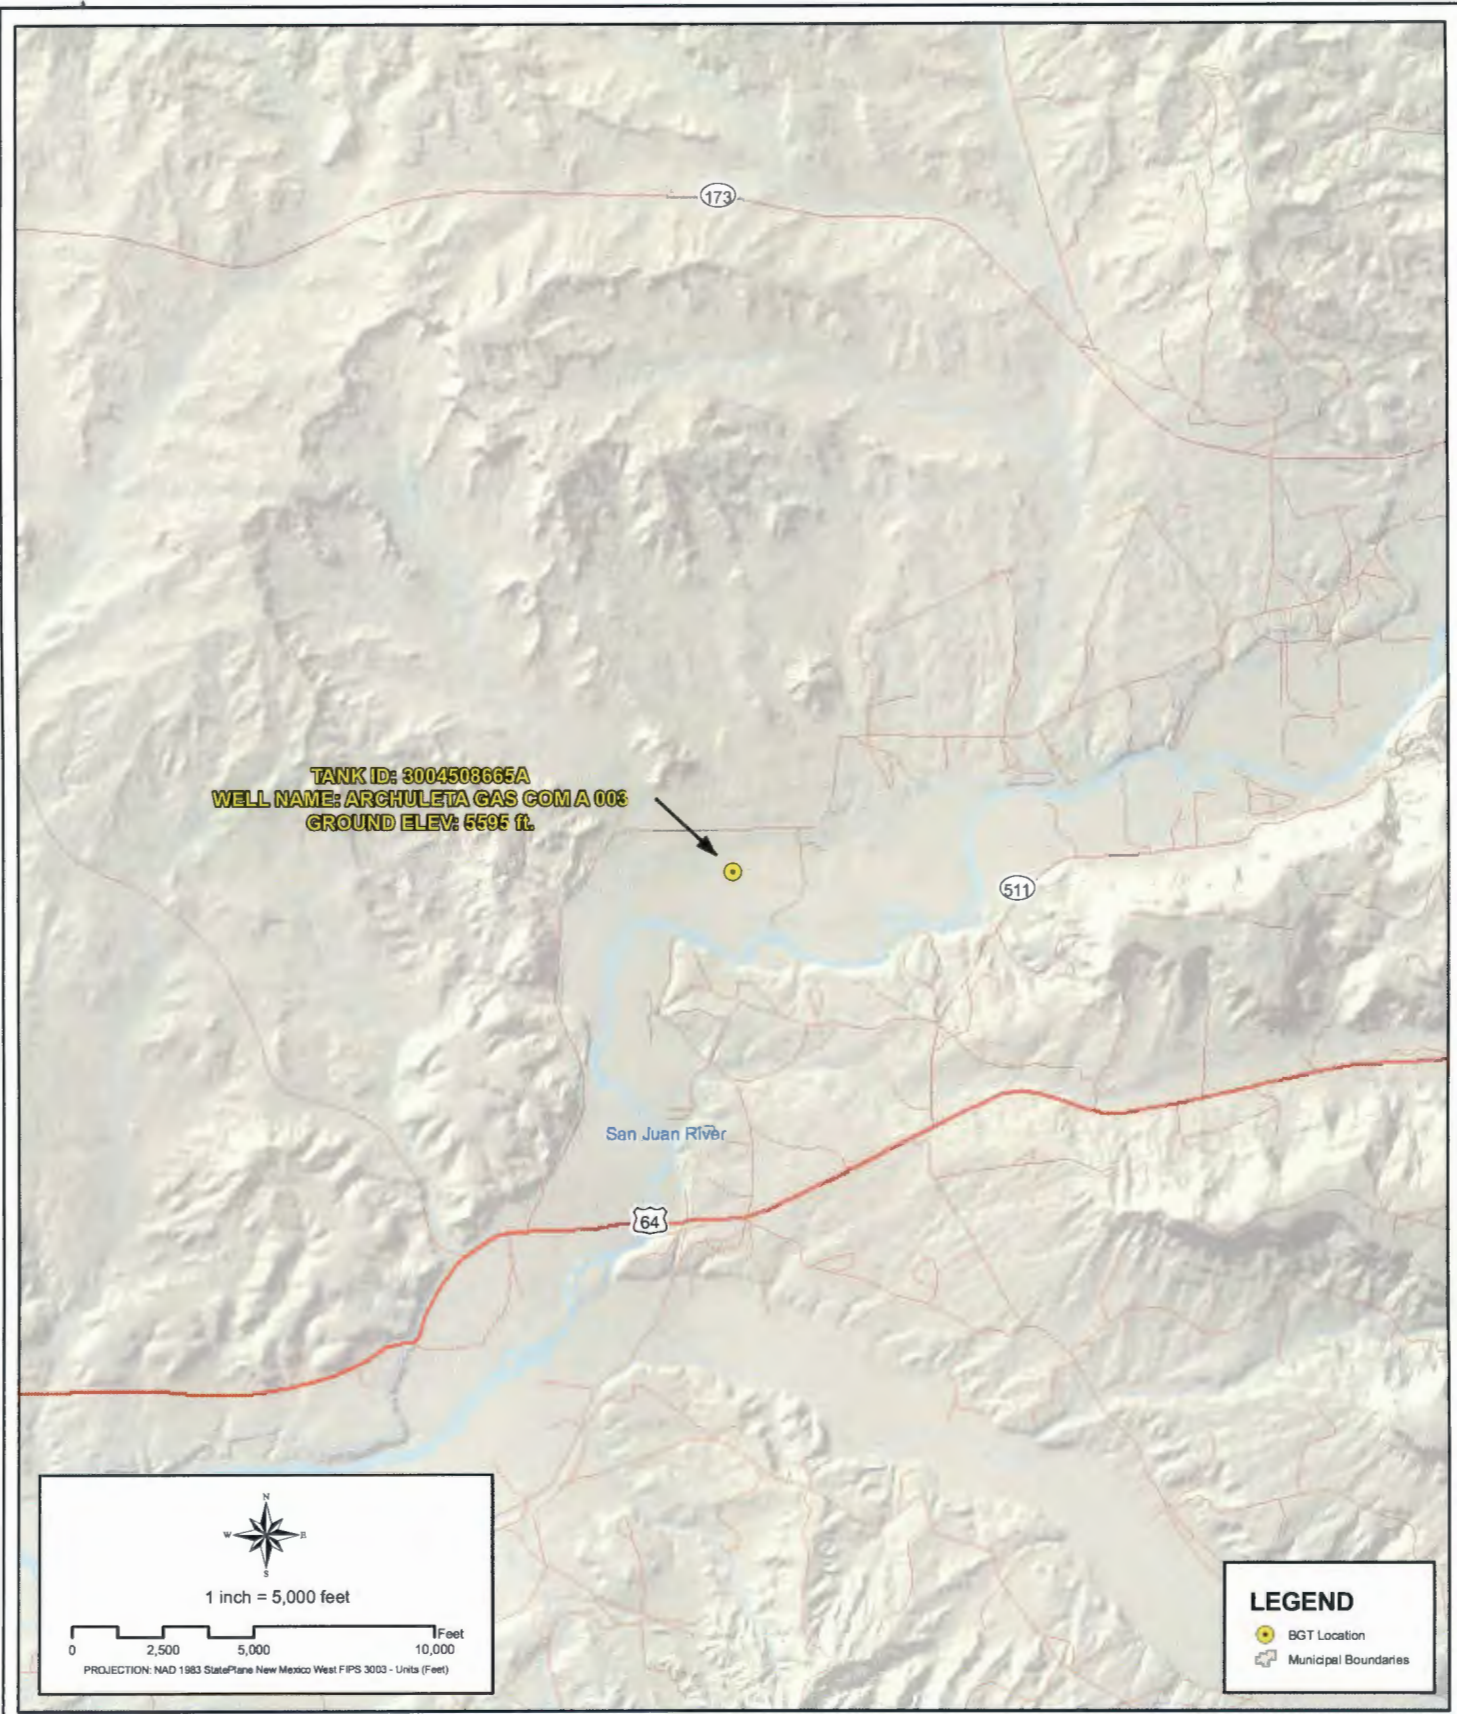 173
TANK ID: 3004508665A
WELL NAME: ARCHULETA GAS COM A 003
GROUND ELEV: 5595 ft.
511
San Juan River
64
N
W E
S
1 inch = 5,000 feet
Feet
0 2,500 5,000 10,000
PROJECTION: NAD 1983 StatePlane New Mexico West FIPS 3003 - Units (Feet)
LEGEND
BGT Location
Municipal Boundaries